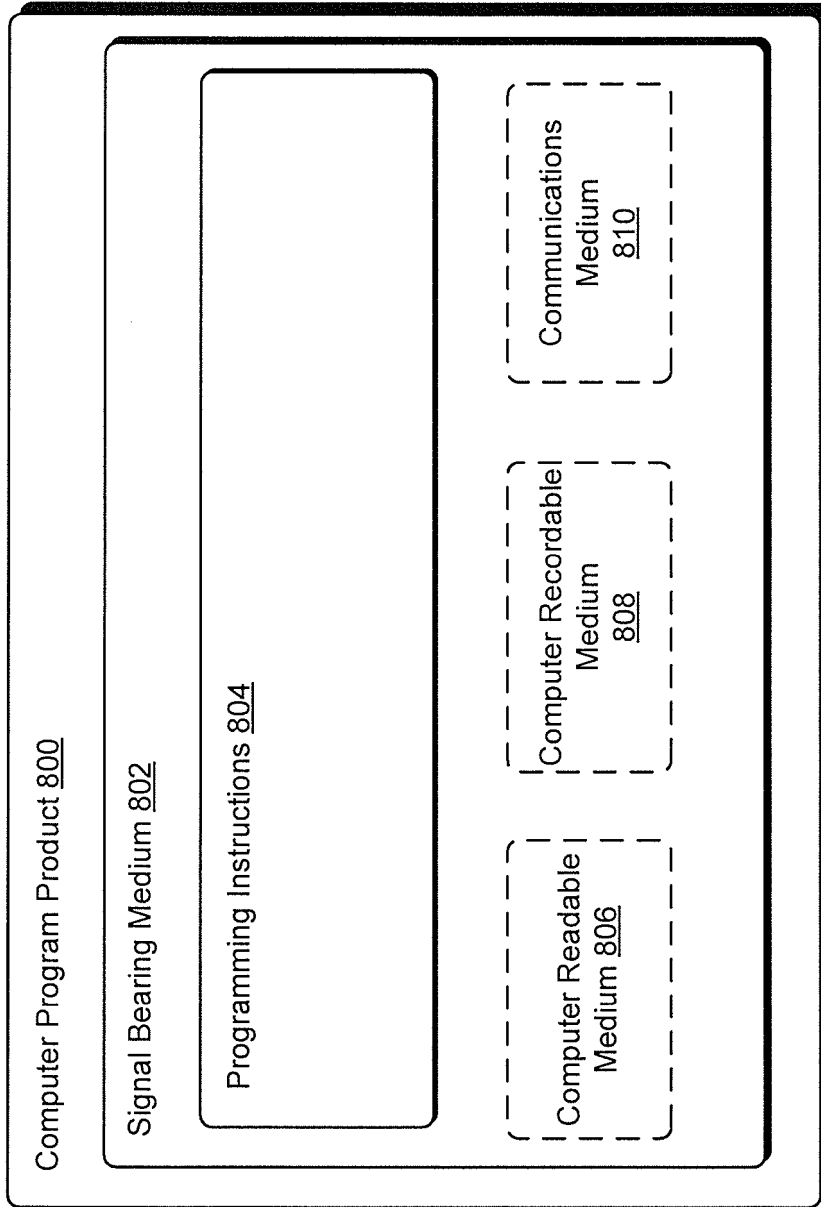 Computer Program Product 800
Signal Bearing Medium 802
Programming Instructions 804
Computer Readable
Medium 806
Computer Recordable
Medium
808
Communications
Medium
810